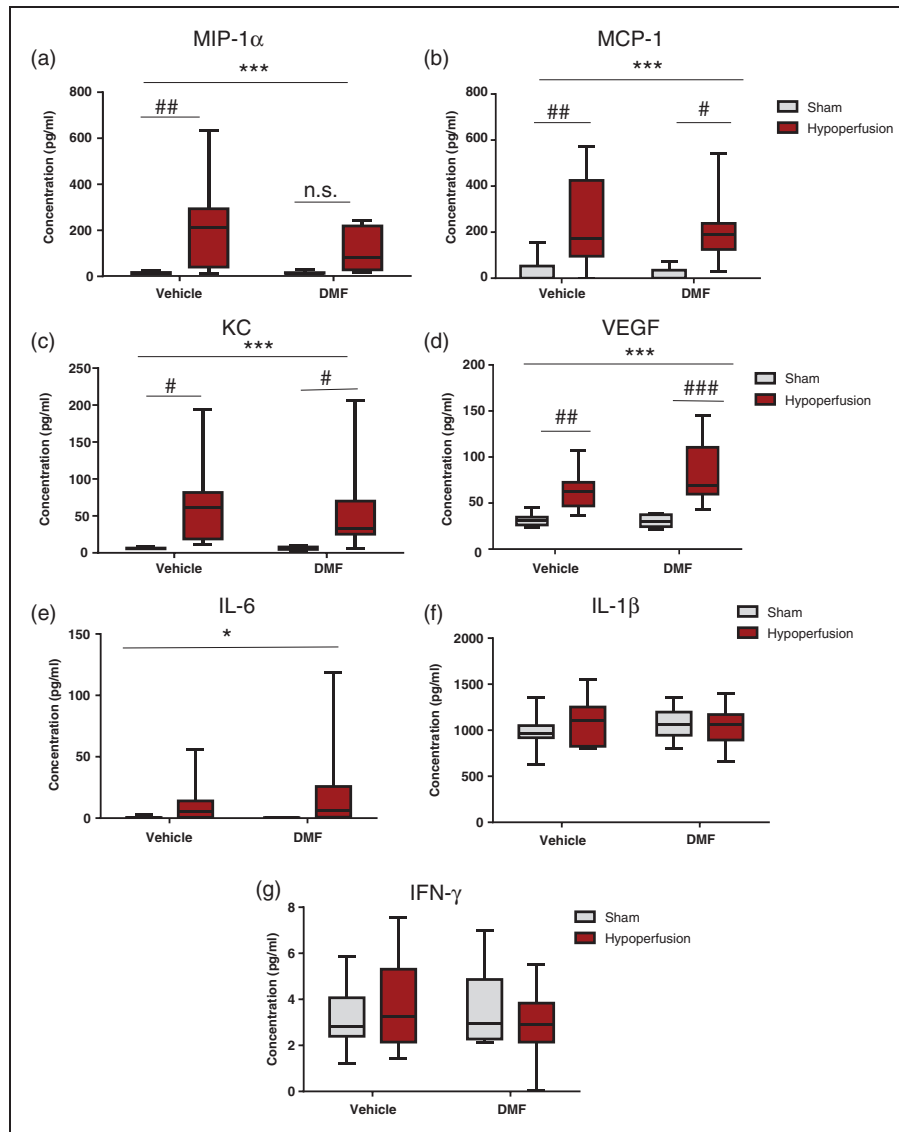 (a)
MIP-1α
***
##
n.s.
Concentration (pg/ml)
800
600
400
200
0
Vehicle
DMF
(b)
MCP-1
***
##
#
Concentration (pg/ml)
800
600
400
200
0
Vehicle
DMF
Sham
Hypoperfusion
(c)
KC
***
#
#
Concentration (pg/ml)
250
200
150
100
50
0
Vehicle
DMF
(d)
VEGF
***
##
###
Concentration (pg/ml)
200
150
100
50
0
Vehicle
DMF
Sham
Hypoperfusion
(e)
IL-6
*
Concentration (pg/ml)
150
100
50
0
Vehicle
DMF
(f)
IL-1β
Concentration (pg/ml)
2000
1500
1000
500
0
Vehicle
DMF
Sham
Hypoperfusion
(g)
IFN-γ
Concentration (pg/ml)
8
6
4
2
0
Vehicle
DMF
Sham
Hypoperfusion